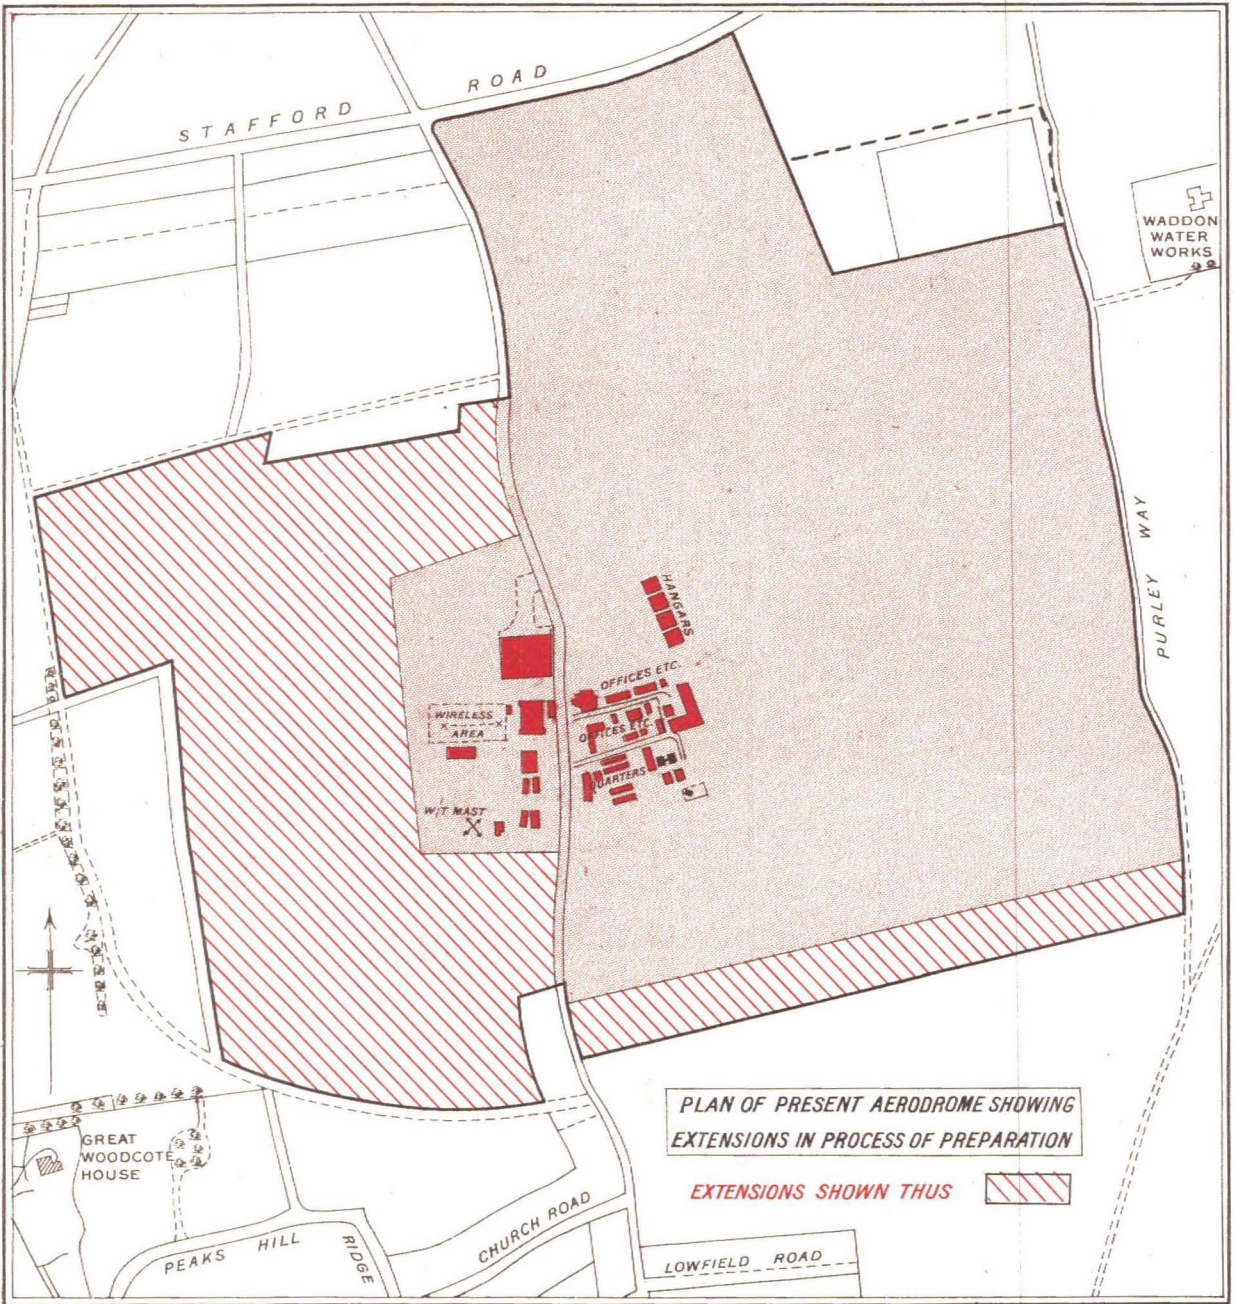 STAFFORD ROAD
WADDON
WATER
WORKS
PURLEY WAY
HANGARS
OFFICES ETC.
OFFICES ETC.
WIRELESS
AREA
QUARTERS
W/T MAST
GREAT
WOODCOTE
HOUSE
PLAN OF PRESENT AERODROME SHOWING
EXTENSIONS IN PROCESS OF PREPARATION
EXTENSIONS SHOWN THUS
PEAKS HILL RIDGE
CHURCH ROAD
LOWFIELD ROAD